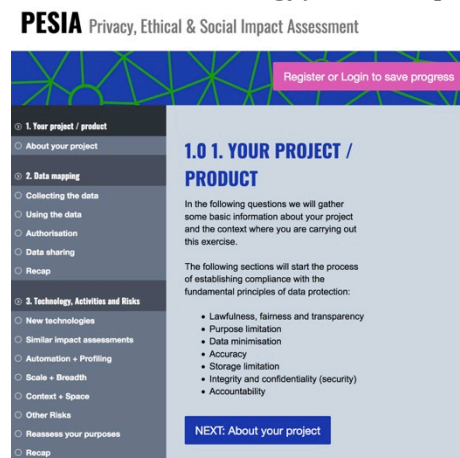 PESIA Privacy, Ethical & Social Impact Assessment
Register or Login to save progress
1. Your project / product
About your project
2. Data mapping
Collecting the data
Using the data
Authorisation
Data sharing
Recap
3. Technology, Activities and Risks
New technologies
Similar impact assessments
Automation + Profiling
Scale + Breadth
Context + Space
Other Risks
Reassess your purposes
Recap
1.0 1. YOUR PROJECT /
PRODUCT
In the following questions we will gather
some basic information about your project
and the context where you are carrying out
this exercise.
The following sections will start the process
of establishing compliance with the
fundamental principles of data protection:
• Lawfulness, fairness and transparency
• Purpose limitation
• Data minimisation
• Accuracy
• Storage limitation
• Integrity and confidentiality (security)
• Accountability
NEXT: About your project